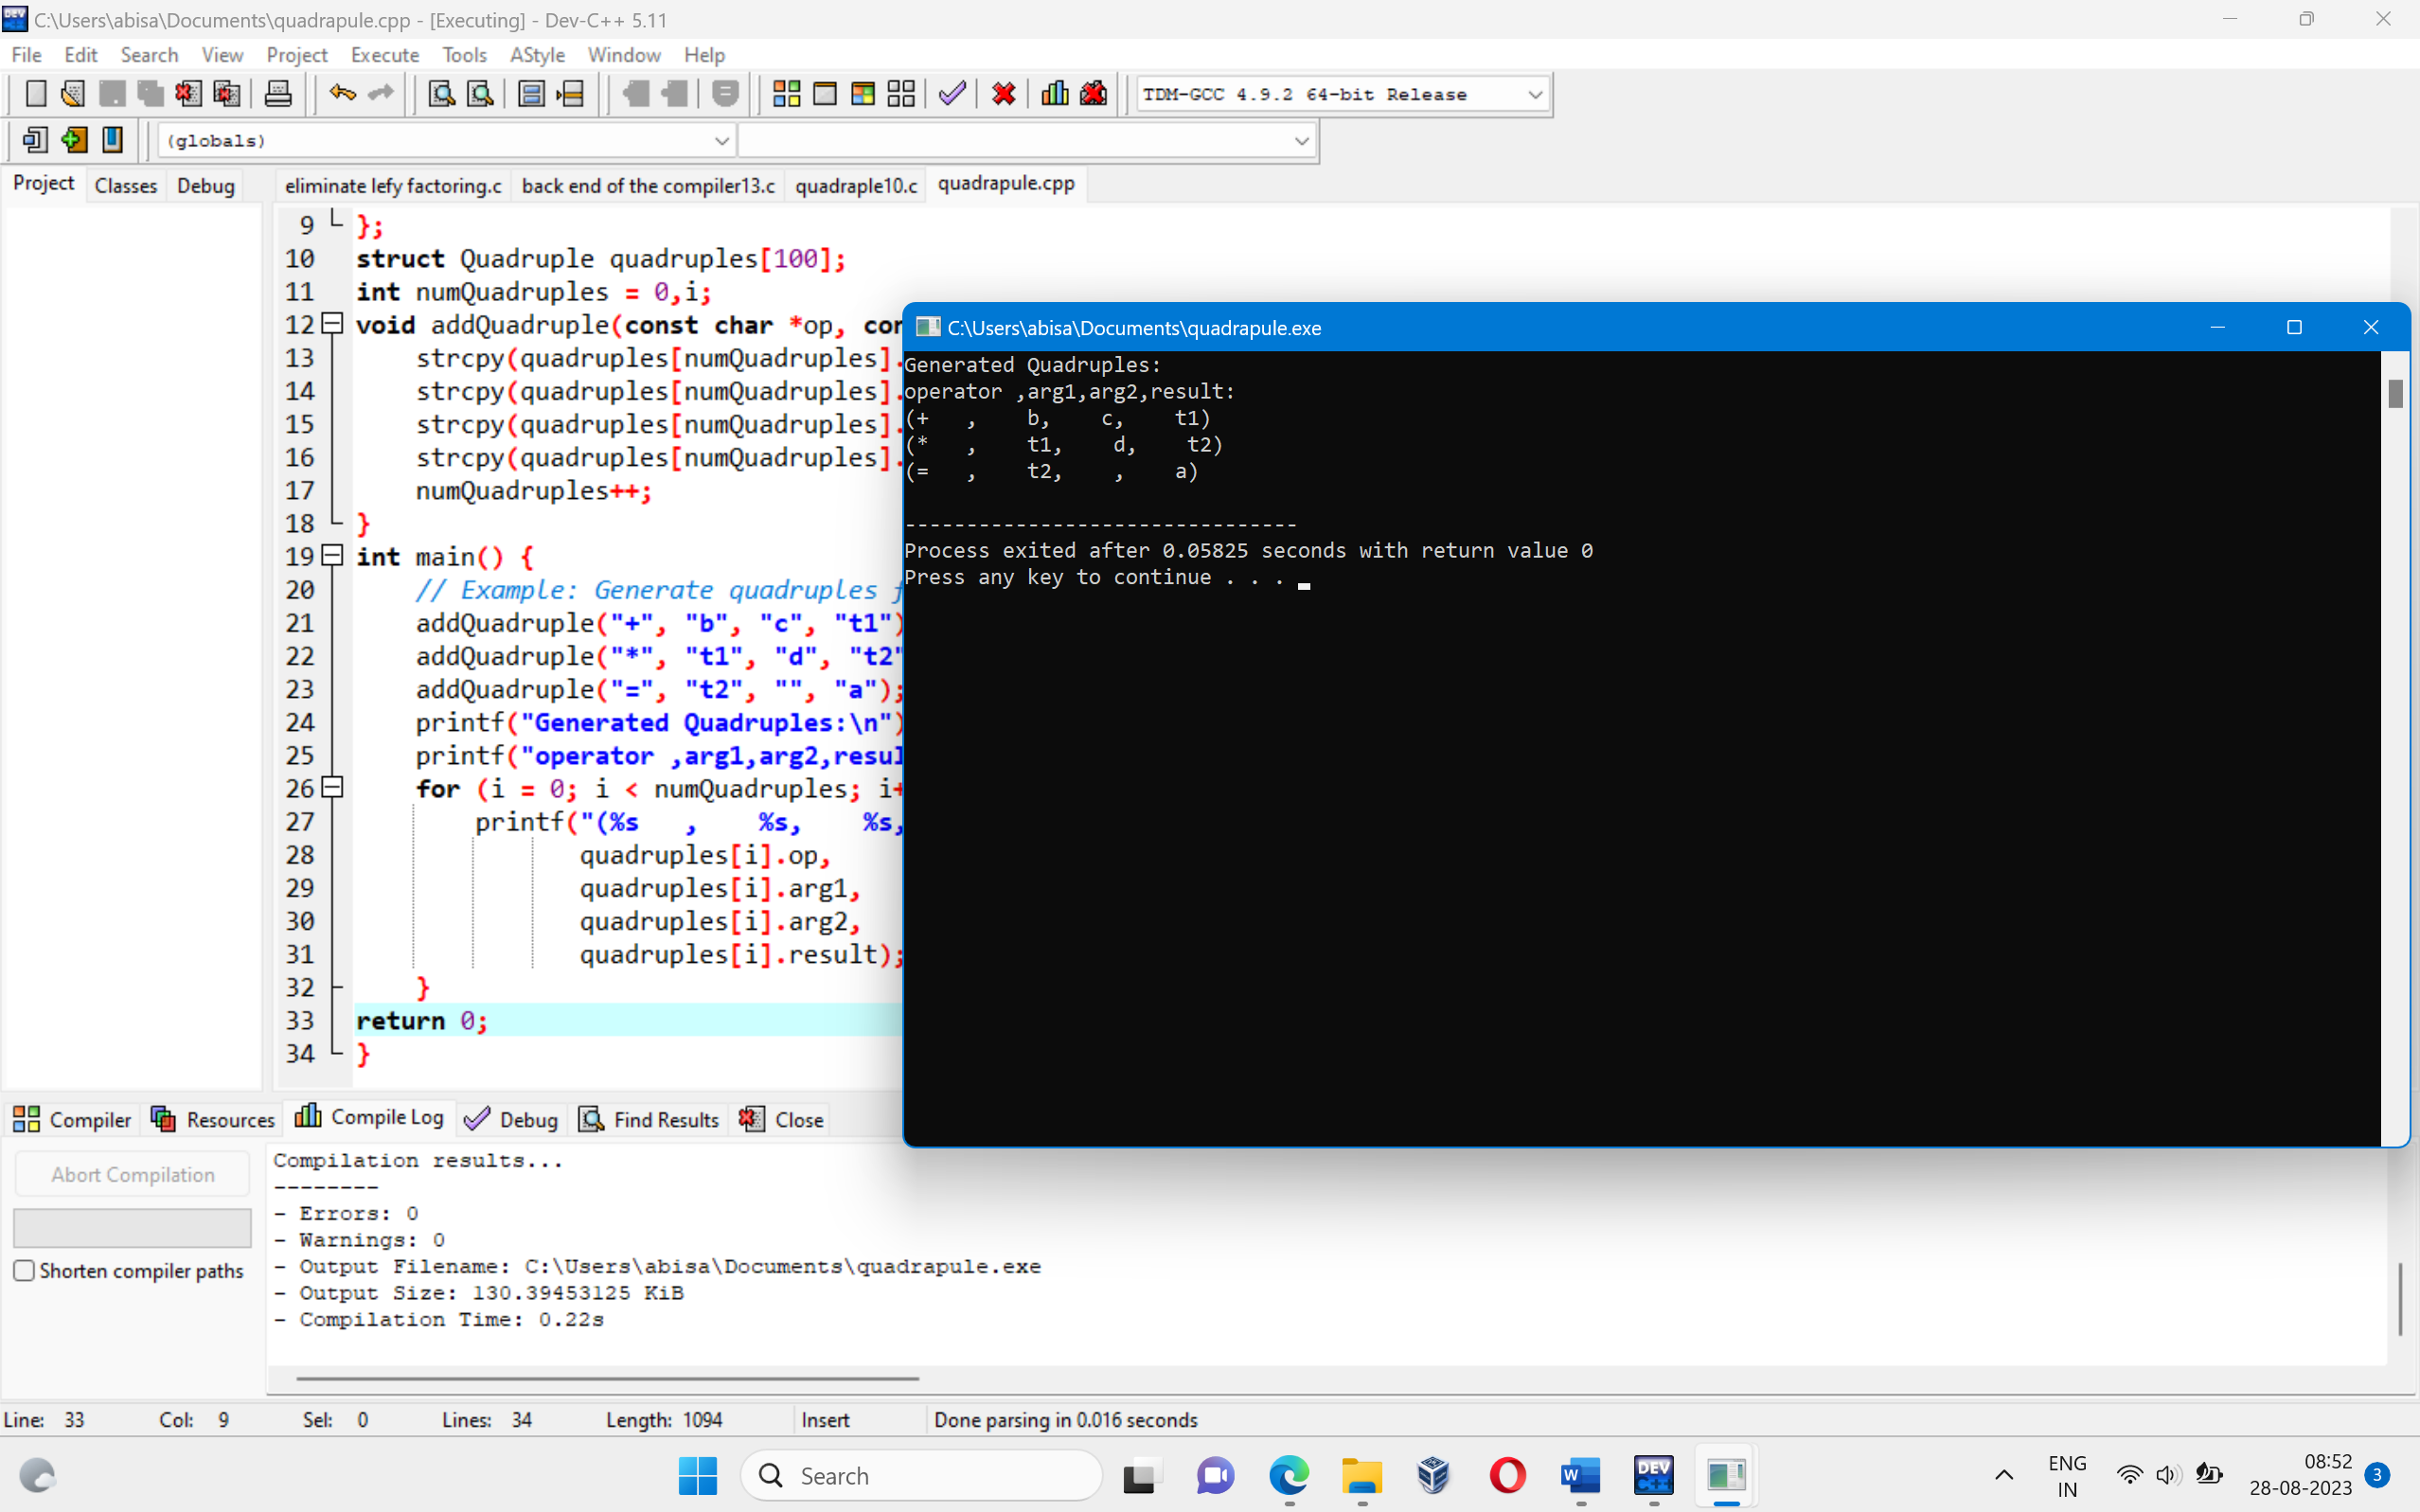 C:\Users\abisa\Documents\quadrapule.cpp - [Executing] - Dev-C++ 5.11
File Edit Search View Project Execute Tools AStyle Window Help
TDM-GCC 4.9.2 64-bit Release
(globals)
Project Classes Debug
eliminate lefy factoring.c back end of the compiler13.c quadraple10.c quadrapule.cpp
9 };
10 struct Quadruple quadruples[100];
11 int numQuadruples = 0,i;
12 void addQuadruple(const char *op, con
13 strcpy(quadruples[numQuadruples].
14 strcpy(quadruples[numQuadruples].
15 strcpy(quadruples[numQuadruples].
16 strcpy(quadruples[numQuadruples].
17 numQuadruples++;
18 }
19 int main() {
20 // Example: Generate quadruples f
21 addQuadruple("+", "b", "c", "t1")
22 addQuadruple("*", "t1", "d", "t2"
23 addQuadruple("=", "t2", "", "a");
24 printf("Generated Quadruples:\n")
25 printf("operator ,arg1,arg2,resul
26 for (i = 0; i < numQuadruples; i+
27 printf("(%s , %s, %s,
28 quadruples[i].op,
29 quadruples[i].arg1,
30 quadruples[i].arg2,
31 quadruples[i].result);
32 }
33 return 0;
34 }
C:\Users\abisa\Documents\quadrapule.exe
Generated Quadruples:
operator ,arg1,arg2,result:
(+ , b, c, t1)
(* , t1, d, t2)
(= , t2, , a)
--------------------------------
Process exited after 0.05825 seconds with return value 0
Press any key to continue . . .
Compiler Resources Compile Log Debug Find Results Close
Abort Compilation
Shorten compiler paths
Compilation results...
--------
- Errors: 0
- Warnings: 0
- Output Filename: C:\Users\abisa\Documents\quadrapule.exe
- Output Size: 130.39453125 KiB
- Compilation Time: 0.22s
Line: 33 Col: 9 Sel: 0 Lines: 34 Length: 1094 Insert Done parsing in 0.016 seconds
Search
W
DEV
C++
ENG
IN
08:52
28-08-2023
3